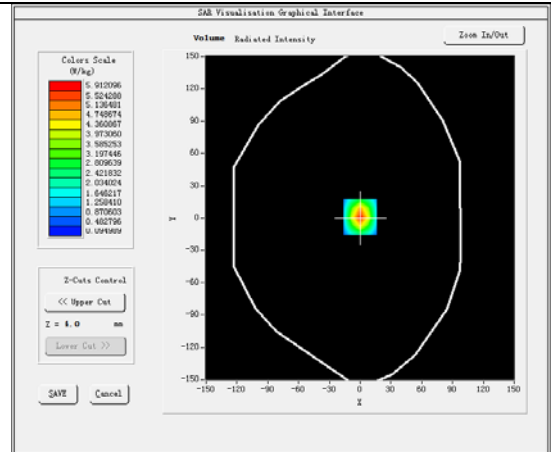 SAR Visualisation Graphical Interface
Volume Radiated Intensity
Zoom In/Out
Colors Scale
(W/kg)
5.912096
5.524288
5.136481
4.748674
4.360867
3.973060
3.585253
3.197446
2.809639
2.421832
2.034024
1.646217
1.258410
0.870603
0.482796
0.094989
150
120
90
60
30
0
-30
-60
-90
-120
-150
Y
-150 -120 -90 -60 -30 0 30 60 90 120 150
X
Z-Cuts Control
<< Upper Cut
Z = 4.0 mm
Lower Cut >>
SAVE Cancel